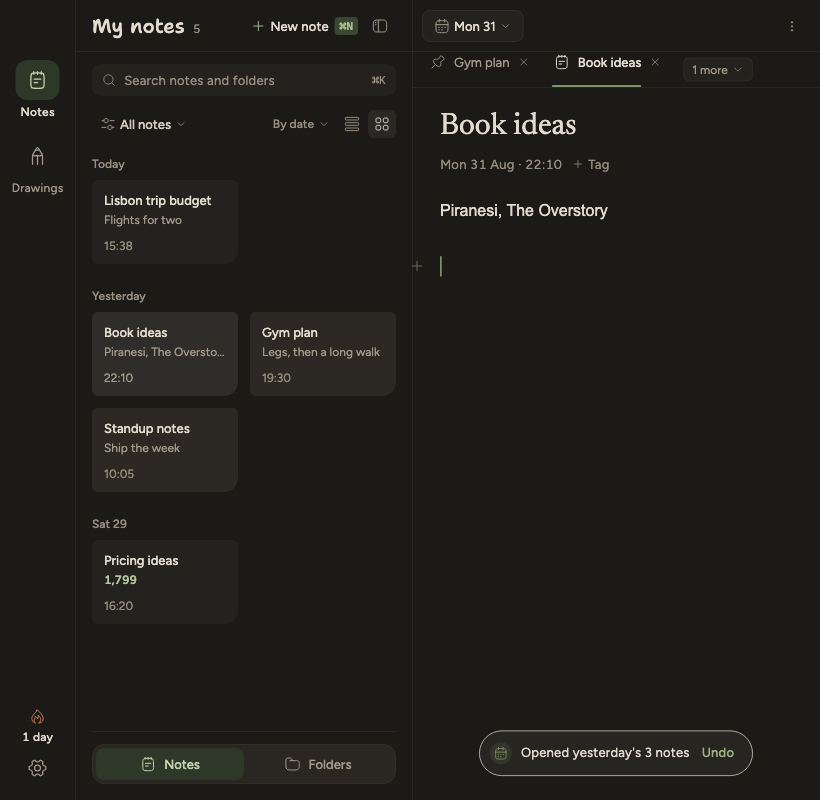 My notes 5
+ New note ⌘N
Mon 31
Notes
Drawings
Search notes and folders ⌘K
All notes
By date
Today
Lisbon trip budget
Flights for two
15:38
Yesterday
Book ideas
Piranesi, The Oversto...
22:10
Gym plan
Legs, then a long walk
19:30
Standup notes
Ship the week
10:05
Sat 29
Pricing ideas
1,799
16:20
1 day
Notes
Folders
Gym plan
Book ideas
1 more
Book ideas
Mon 31 Aug · 22:10 + Tag
Piranesi, The Overstory
Opened yesterday's 3 notes Undo